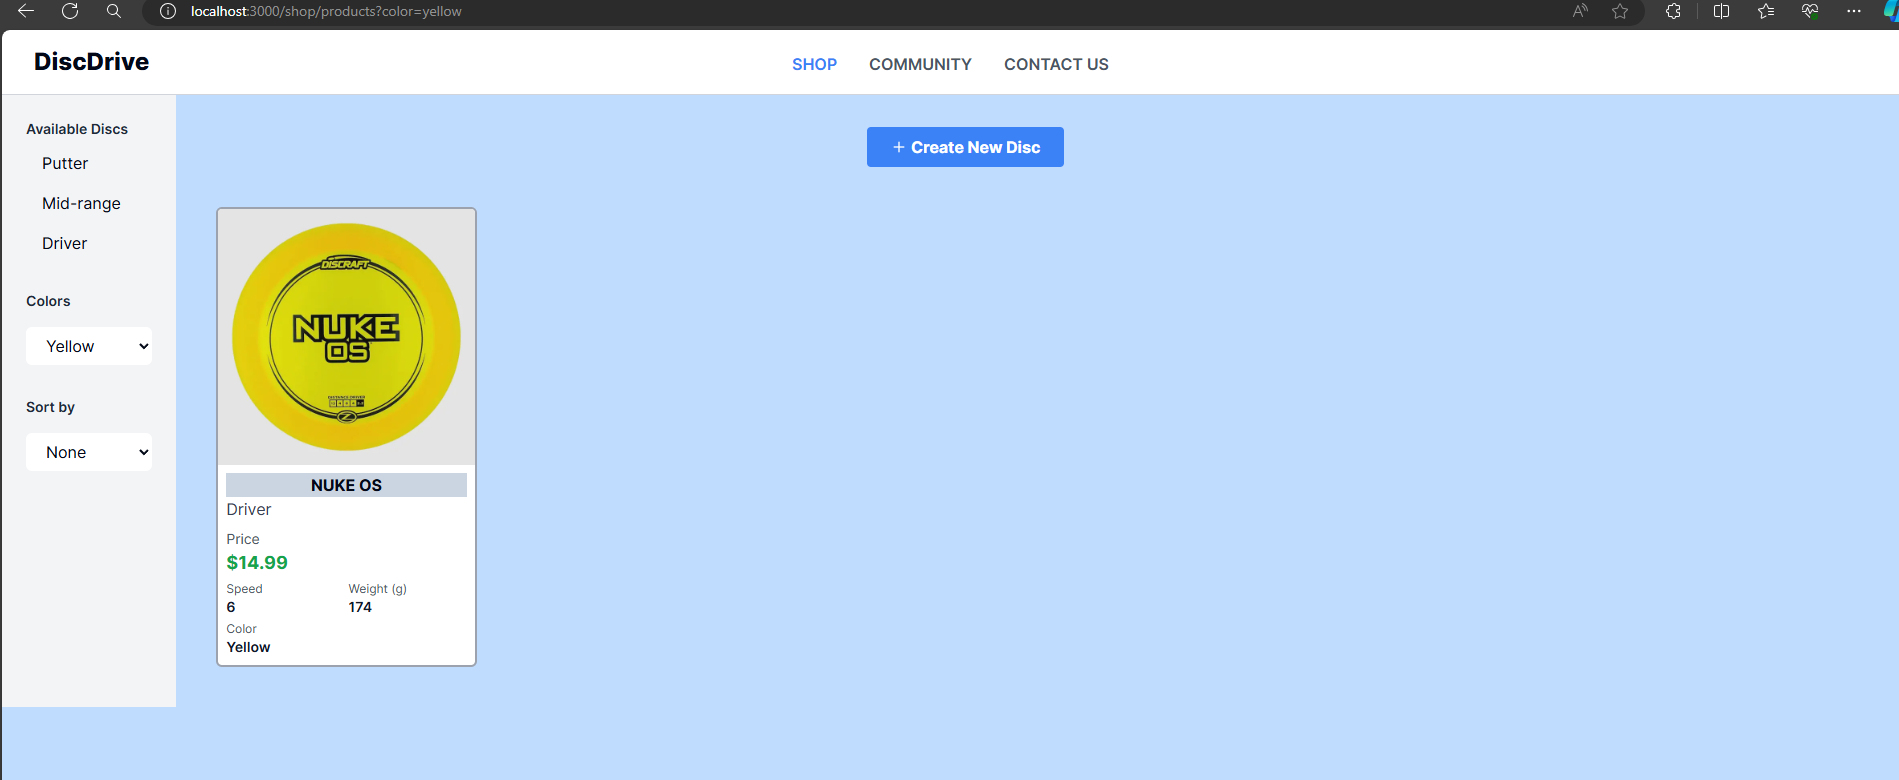 localhost:3000/shop/products?color=yellow
DiscDrive
SHOP COMMUNITY CONTACT US
Available Discs
Putter
Mid-range
Driver
Colors
Yellow
Sort by
None
+ Create New Disc
DISCRAFT
NUKE
OS
DISTANCE DRIVER
Z
NUKE OS
Driver
Price
$14.99
Speed Weight (g)
6 174
Color
Yellow